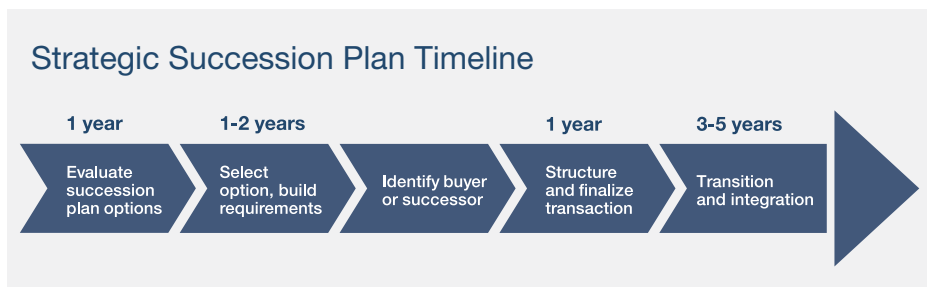 Strategic Succession Plan Timeline
1 year
1-2 years
1 year
3-5 years
Evaluate
succession
plan options
Select
option, build
requirements
Identify buyer
or successor
Structure
and finalize
transaction
Transition
and integration